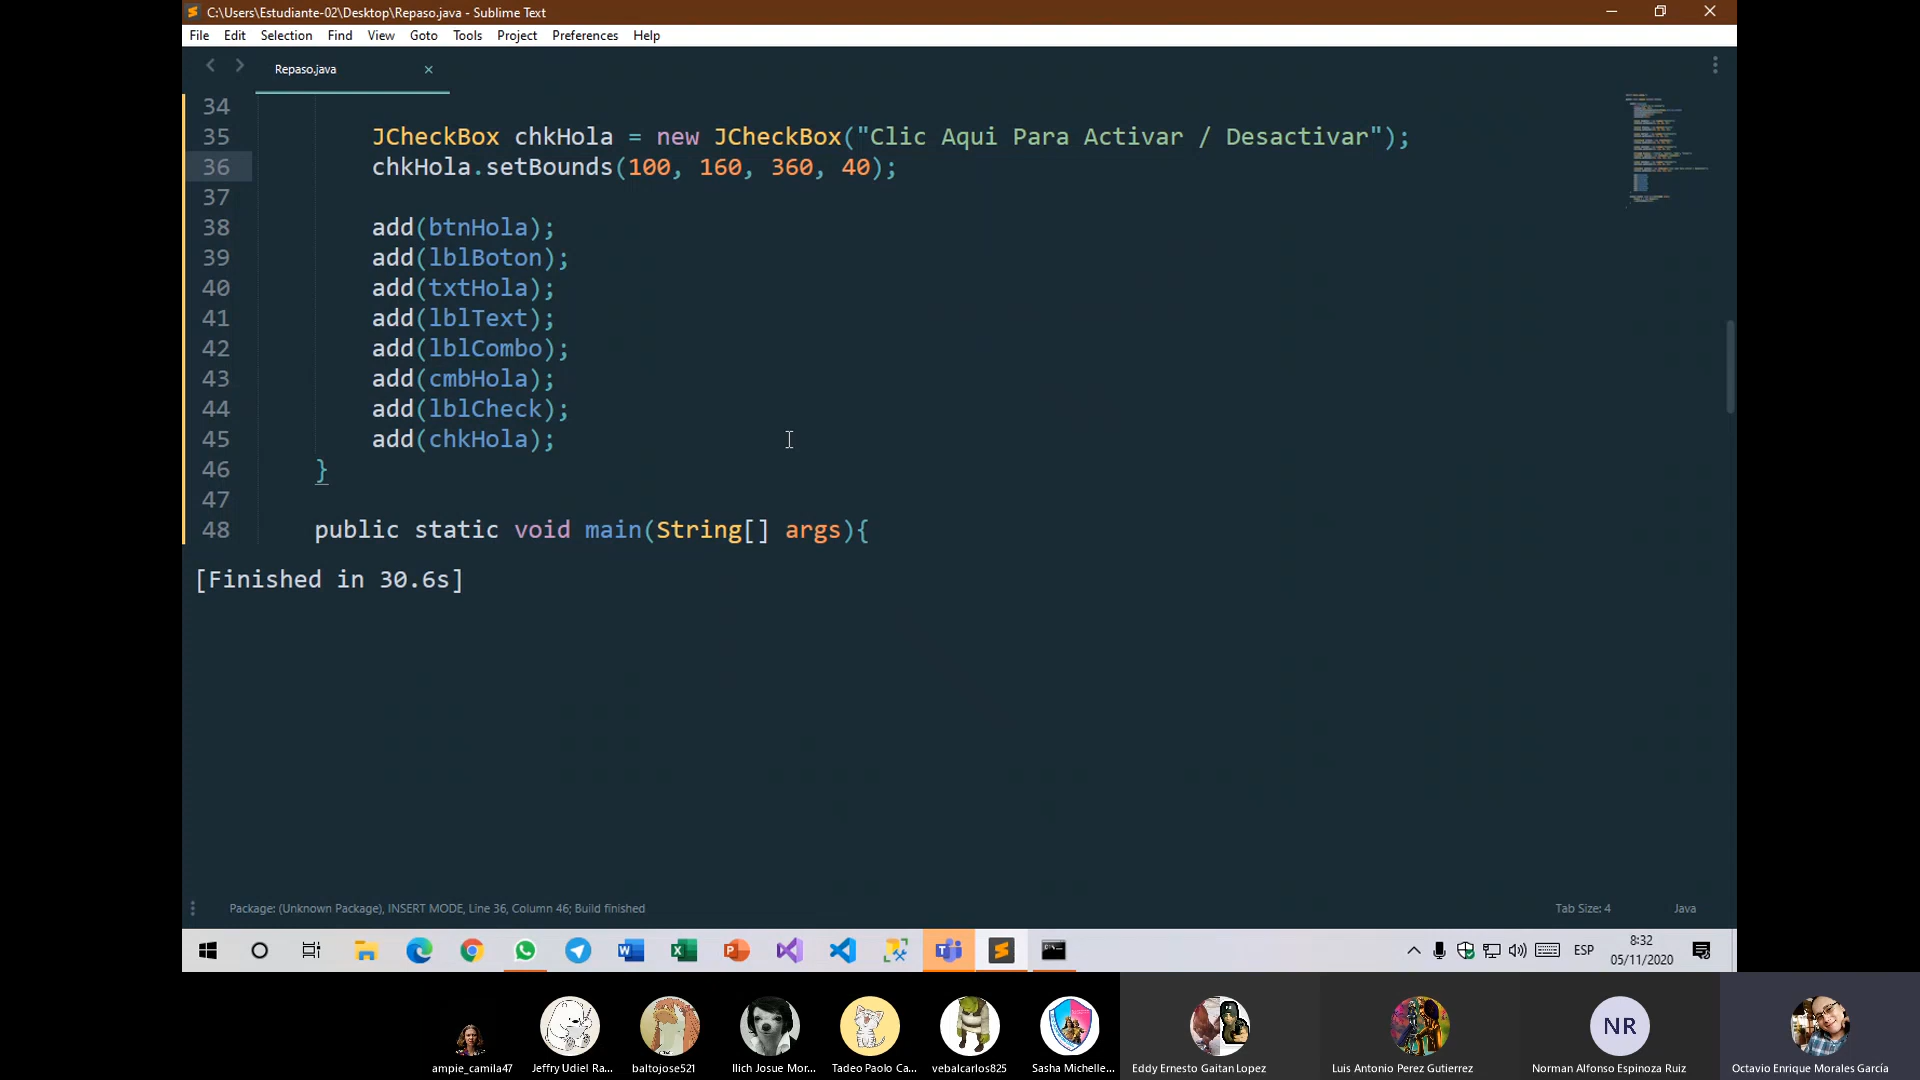 C:\Users\Estudiante-02\Desktop\Repaso.java - Sublime Text
File Edit Selection Find View Goto Tools Project Preferences Help
Repaso.java
34
35 JCheckBox chkHola = new JCheckBox("Clic Aqui Para Activar / Desactivar");
36 chkHola.setBounds(100, 160, 360, 40);
37
38 add(btnHola);
39 add(lblBoton);
40 add(txtHola);
41 add(lblText);
42 add(lblCombo);
43 add(cmbHola);
44 add(lblCheck);
45 add(chkHola);
46 }
47
48 public static void main(String[] args){
[Finished in 30.6s]
Package: (Unknown Package), INSERT MODE, Line 36, Column 46; Build finished
Tab Size: 4
Java
ESP
8:32
05/11/2020
NR
ampie_camila47 Jeffry Udiel Ra... baltojose521 Ilich Josue Mor... Tadeo Paolo Ca... vebalcarlos825 Sasha Michelle... Eddy Ernesto Gaitan Lopez Luis Antonio Perez Gutierrez Norman Alfonso Espinoza Ruiz Octavio Enrique Morales García